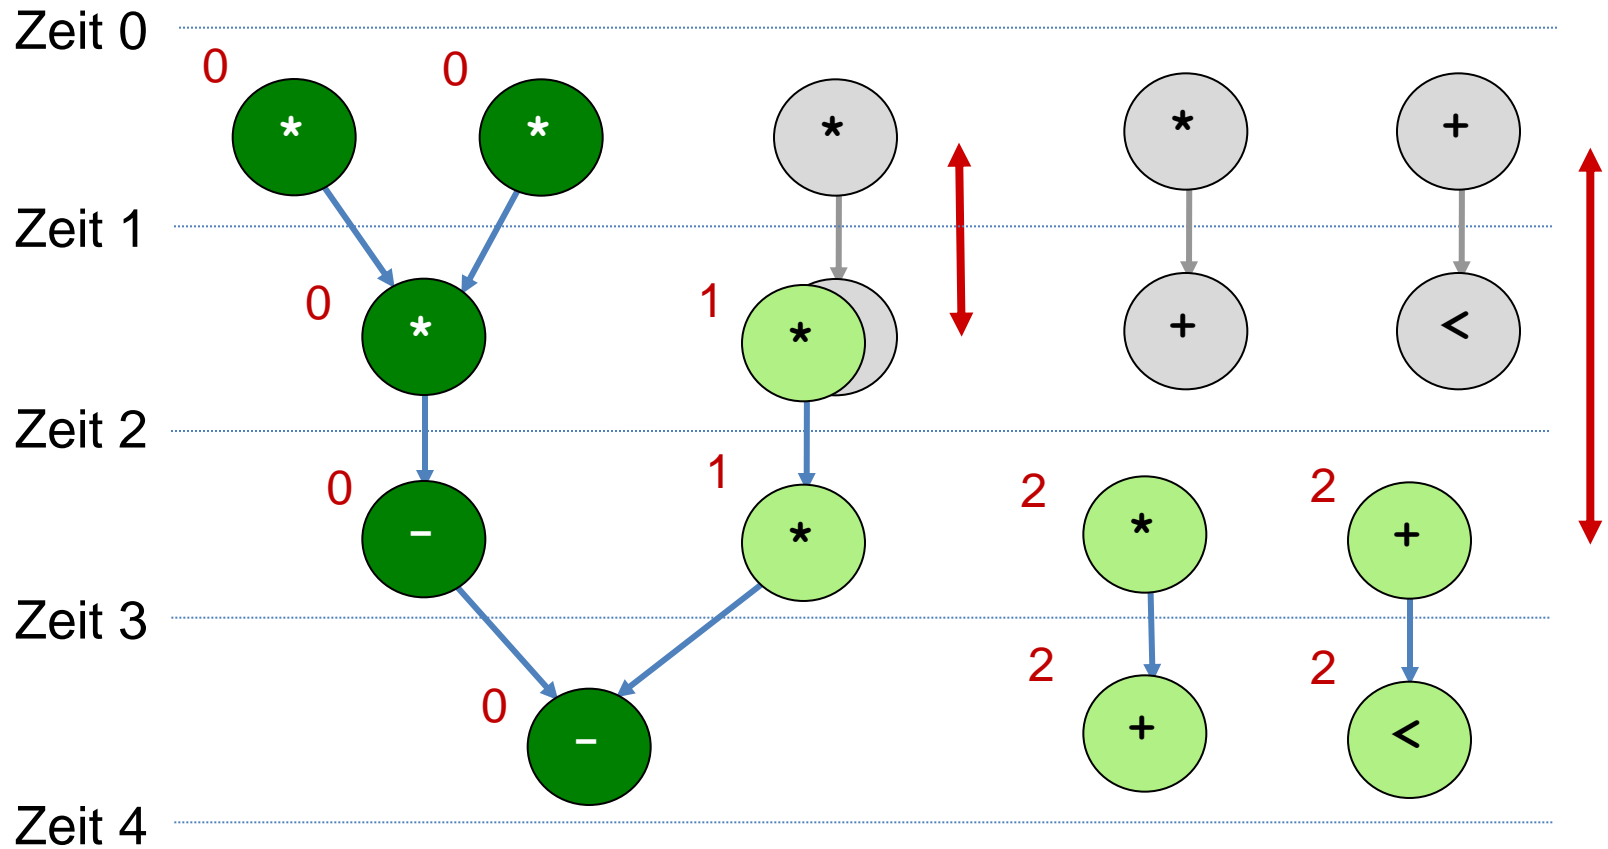 Zeit 0
0 0
* * * * +
Zeit 1
0 1
* * + <
Zeit 2
0 1 2 2
- * * +
Zeit 3
0 2 2
- + <
Zeit 4